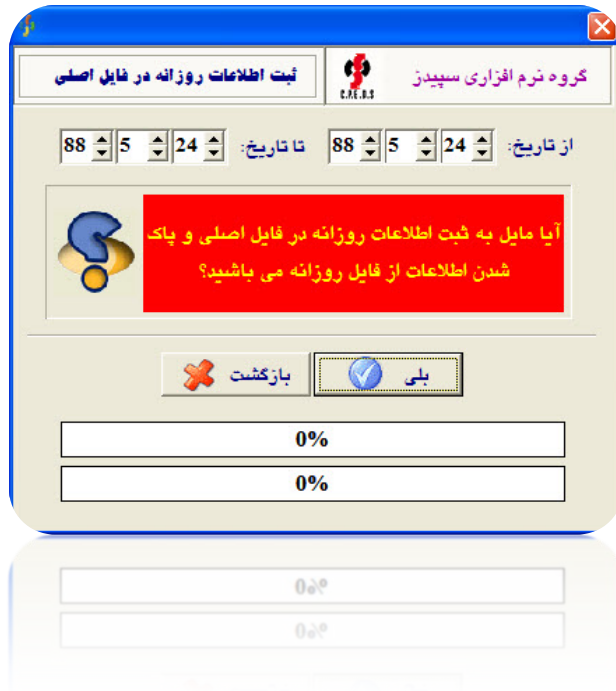 گروه نرم افزاری سپیدز
C.P.E.D.S
ثبت اطلاعات روزانه در فایل اصلی
از تاریخ: 24 5 88 تا تاریخ: 24 5 88
آیا مایل به ثبت اطلاعات روزانه در فایل اصلی و پاک
شدن اطلاعات از فایل روزانه می باشید؟
بلی بازگشت
0%
0%